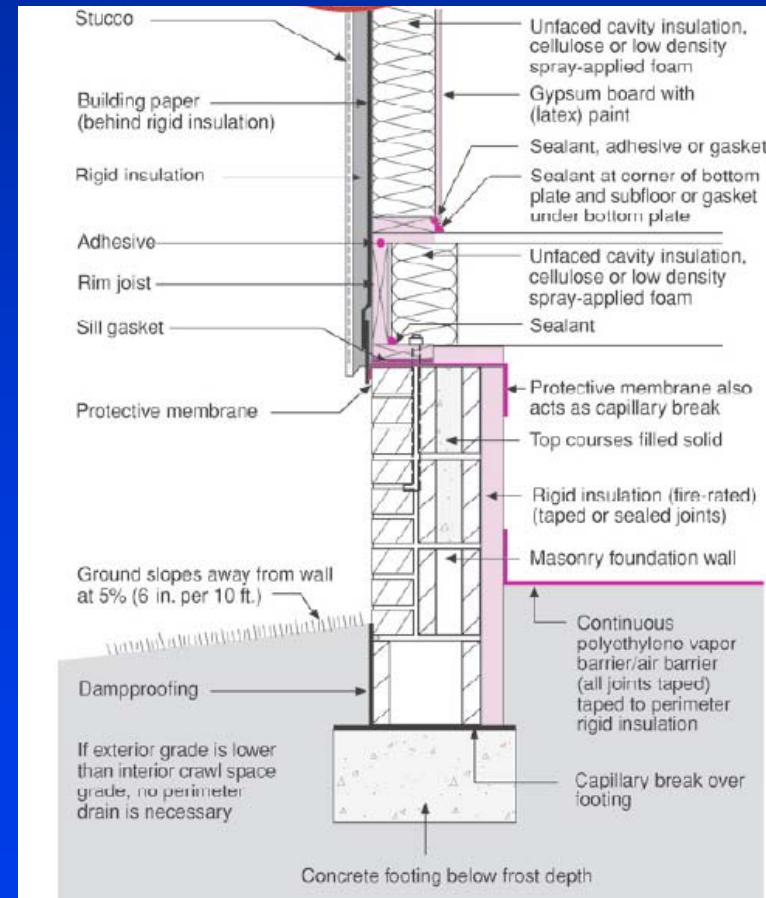 Stucco
Building paper
(behind rigid insulation)
Rigid insulation
Adhesive
Rim joist
Sill gasket
Protective membrane
Ground slopes away from wall
at 5% (6 in. per 10 ft.)
Dampproofing
If exterior grade is lower
than interior crawl space
grade, no perimeter
drain is necessary
Unfaced cavity insulation,
cellulose or low density
spray-applied foam
Gypsum board with
(latex) paint
Sealant, adhesive or gasket
Sealant at corner of bottom
plate and subfloor or gasket
under bottom plate
Unfaced cavity insulation,
cellulose or low density
spray-applied foam
Sealant
Protective membrane also
acts as capillary break
Top courses filled solid
Rigid insulation (fire-rated)
(taped or sealed joints)
Masonry foundation wall
Continuous
polyethylene vapor
barrier/air barrier
(all joints taped)
taped to perimeter
rigid insulation
Capillary break over
footing
Concrete footing below frost depth